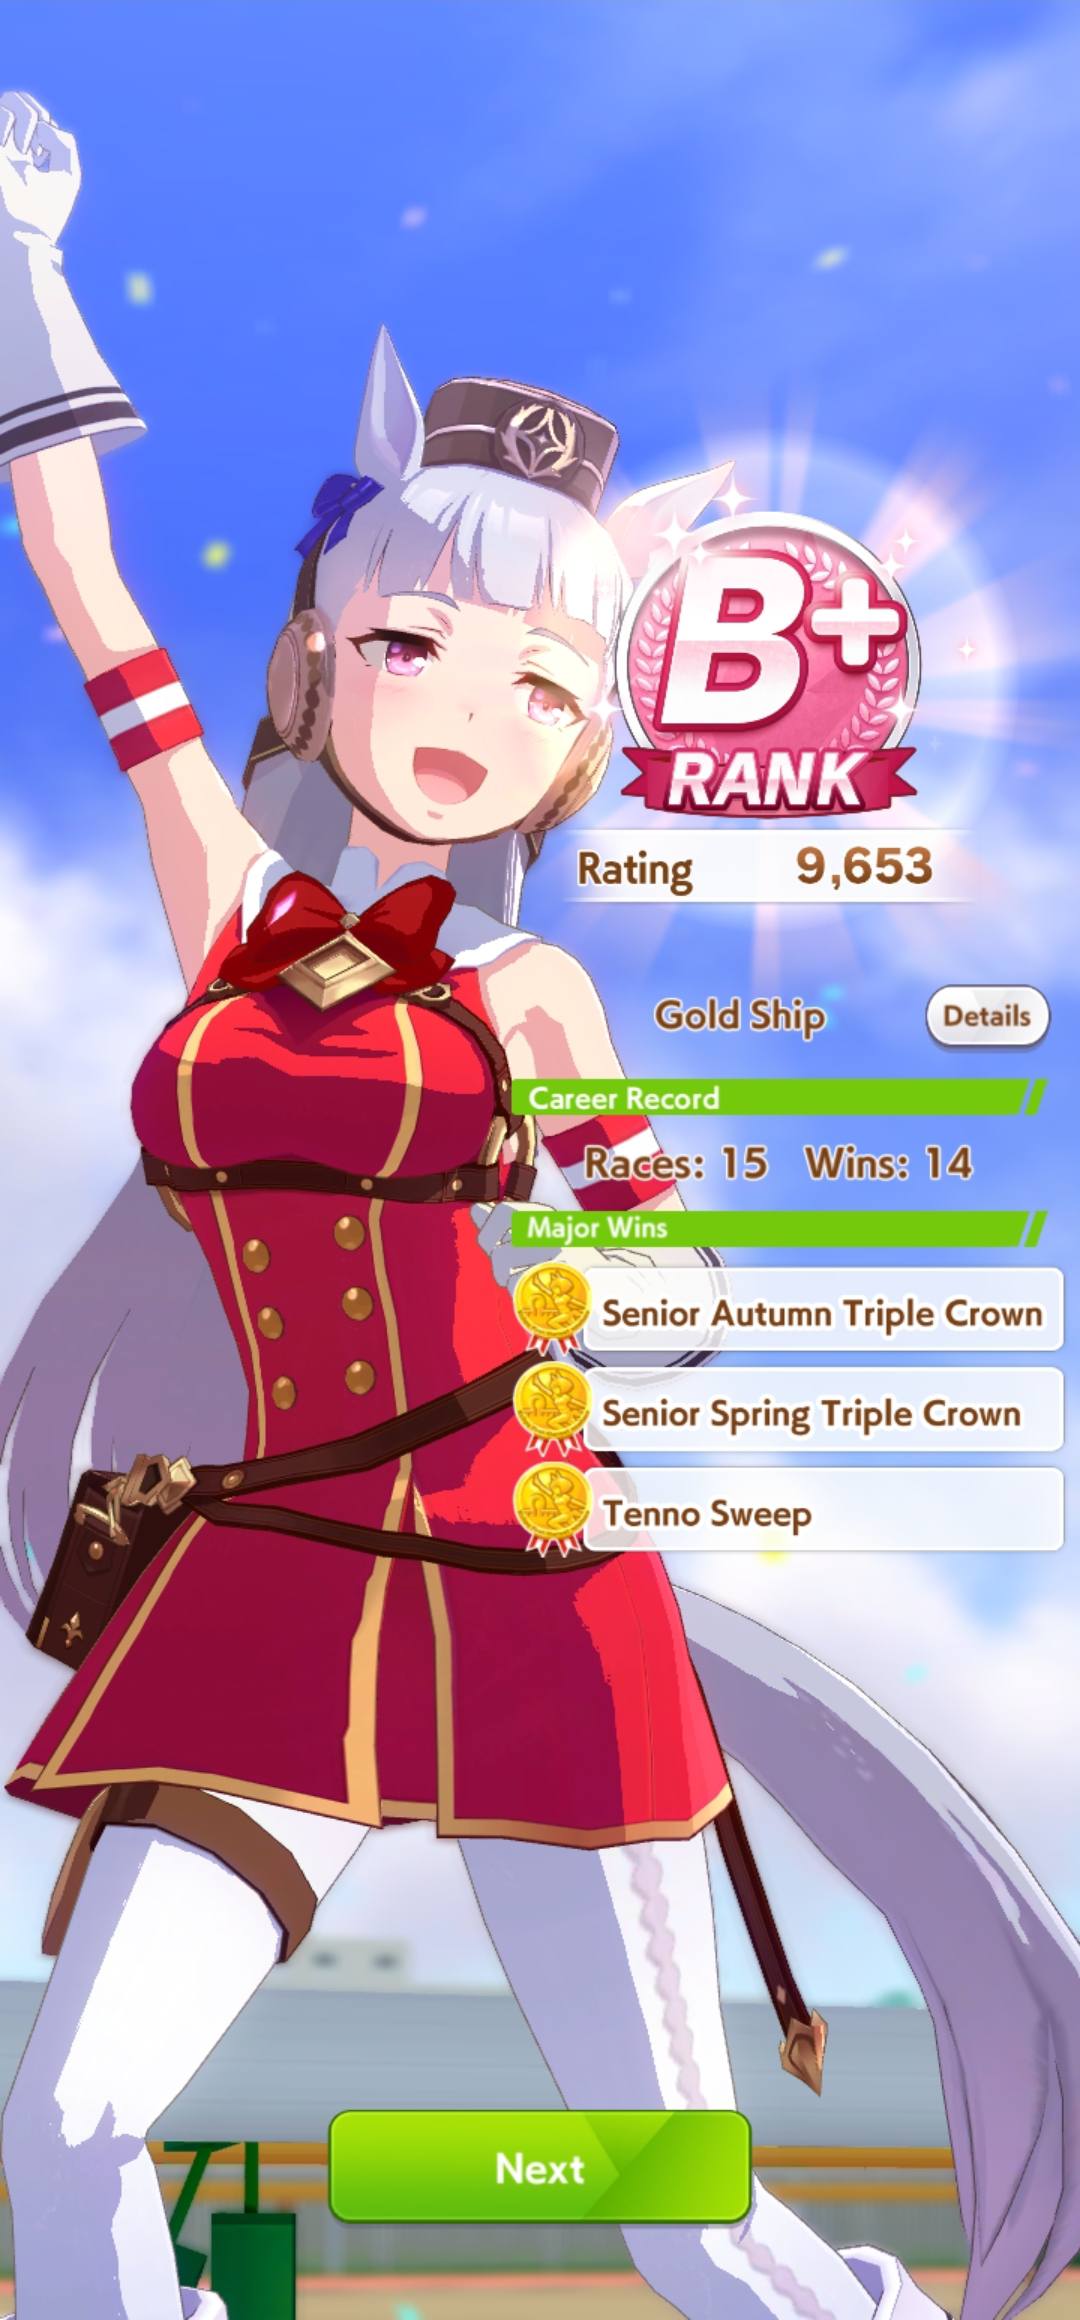 B+
RANK
Rating 9,653
Gold Ship Details
Career Record
Races: 15 Wins: 14
Major Wins
Senior Autumn Triple Crown
Senior Spring Triple Crown
Tenno Sweep
Next